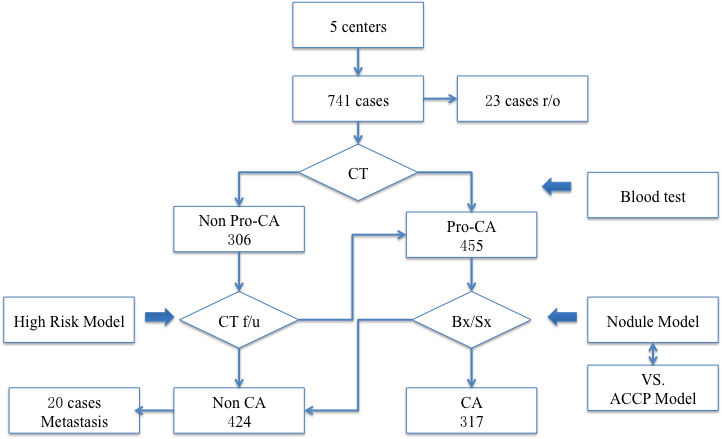 5 centers
741 cases
23 cases r/o
CT
Blood test
Non Pro-CA
306
Pro-CA
455
High Risk Model
CT f/u
Bx/Sx
Nodule Model
20 cases
Metastasis
Non CA
424
CA
317
VS.
ACCP Model